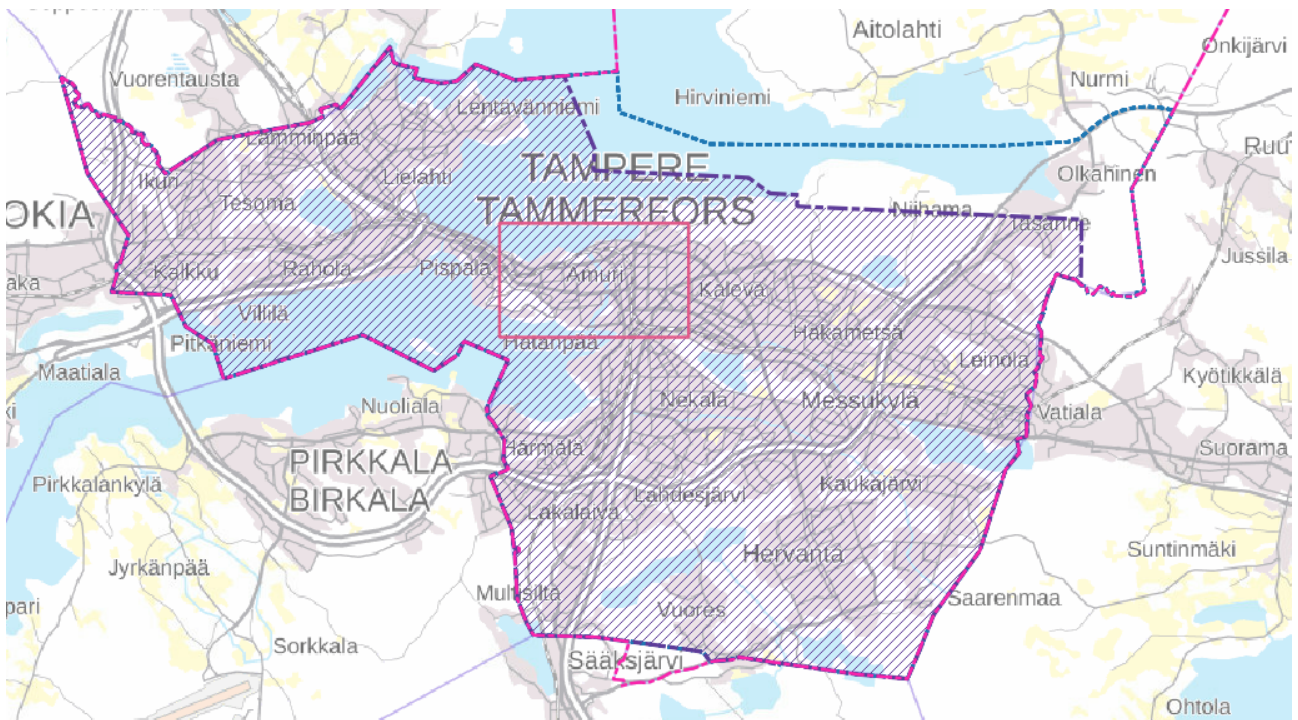 Aitolahti
Onkijärvi
Vuorentausta
Nurmi
Hirviniemi
Lentävänniemi
Lamminpää
Ruu
TAMPERE
Olkahinen
Ikuri
Lielahti
Tesoma
TAMMERFORS
Niihama
OKIA
Tasanne
Jussila
Kalkku
Rahola
Pispala
Amuri
Kaleva
aka
Villilä
Hakametsä
Pitkäniemi
Hatanpää
Leinola
Maatiala
Kyötikkälä
Nuoliala
Nekala
Messukylä
Vatiala
Härmälä
Suorama
PIRKKALA
BIRKALA
Pirkkalankylä
Kaukajärvi
Lahdesjärvi
Lakalaiva
Hervanta
Suntinmäki
Jyrkänpää
Multisilta
Saarenmaa
pari
Vuores
Sorkkala
Sääksjärvi
Ohtola